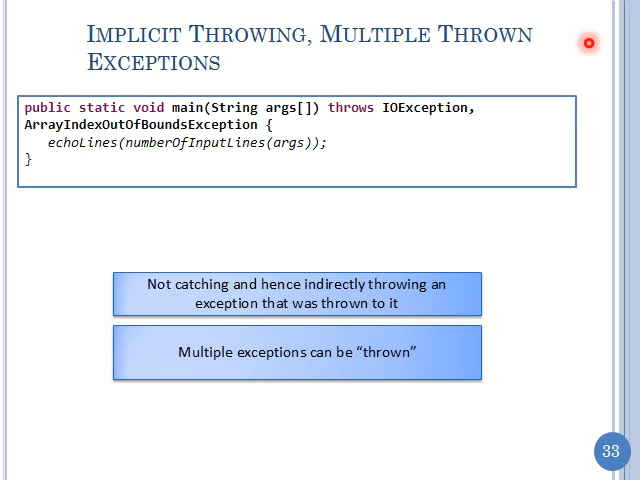 IMPLICIT THROWING, MULTIPLE THROWN
EXCEPTIONS
public static void main(String args[]) throws IOException,
ArrayIndexOutOfBoundsException {
echoLines(numberOfInputLines(args));
}
Not catching and hence indirectly throwing an
exception that was thrown to it
Multiple exceptions can be “thrown”
33